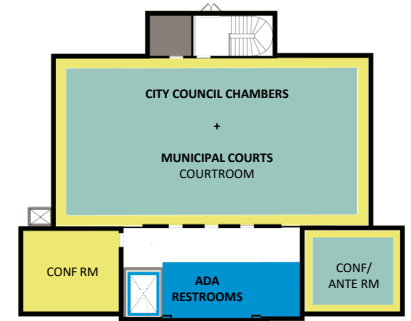 CITY COUNCIL CHAMBERS
+
MUNICIPAL COURTS
COURTROOM
CONF RM
ADA
RESTROOMS
CONF/
ANTE RM